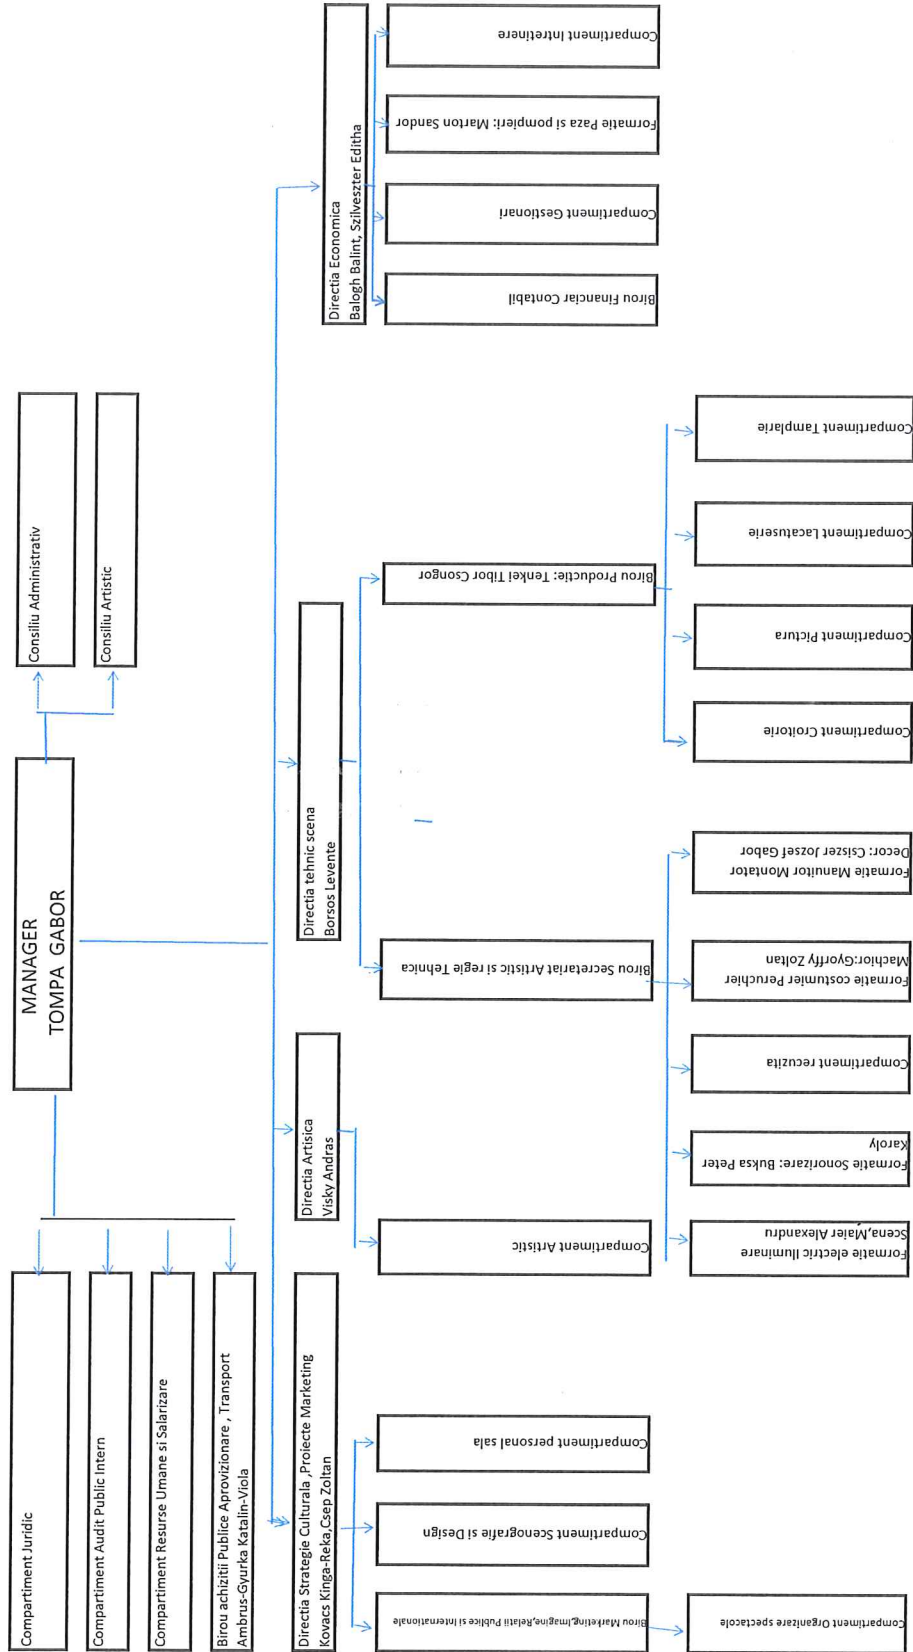 MANAGER
TOMPA GABOR
Consiliu Administrativ
Consiliu Artistic
Compartiment Juridic
Compartiment Audit Public Intern
Compartiment Resurse Umane si Salarizare
Birou achizitii Publice Aprovizionare , Transport
Ambrus-Gyurka Katalin-Viola
Directia Strategie Culturala ,Proiecte Marketing
Kovacs Kinga-Reka,Csep Zoltan
Directia Artisica
Visky Andras
Directia tehnic scena
Borsos Levente
Directia Economica
Balogh Balint, Szilveszter Editha
Birou Marketing,Imagine,Relatii Publice si Internationale
Compartiment Scenografie si Design
Compartiment personal sala
Compartiment Artistic
Birou Secretariat Artistic si regie Tehnica
Birou Productie: Tenkei Tibor Csongor
Birou Financiar Contabil
Compartiment Gestionari
Formatie Paza si pompieri: Marton Sandor
Compartiment Intretinere
Compartiment Organizare spectacole
Formatie electric Iluminare
Scena,Maier Alexandru
Formatie Sonorizare: Buksa Peter
Karoly
Compartiment recuzita
Formatie costumier Peruchier
Machior:Gyorffy Zoltan
Formatie Manuitor Montator
Decor: Csiszer Jozsef Gabor
Compartiment Croitorie
Compartiment Pictura
Compartiment Lacatuserie
Compartiment Tamplarie